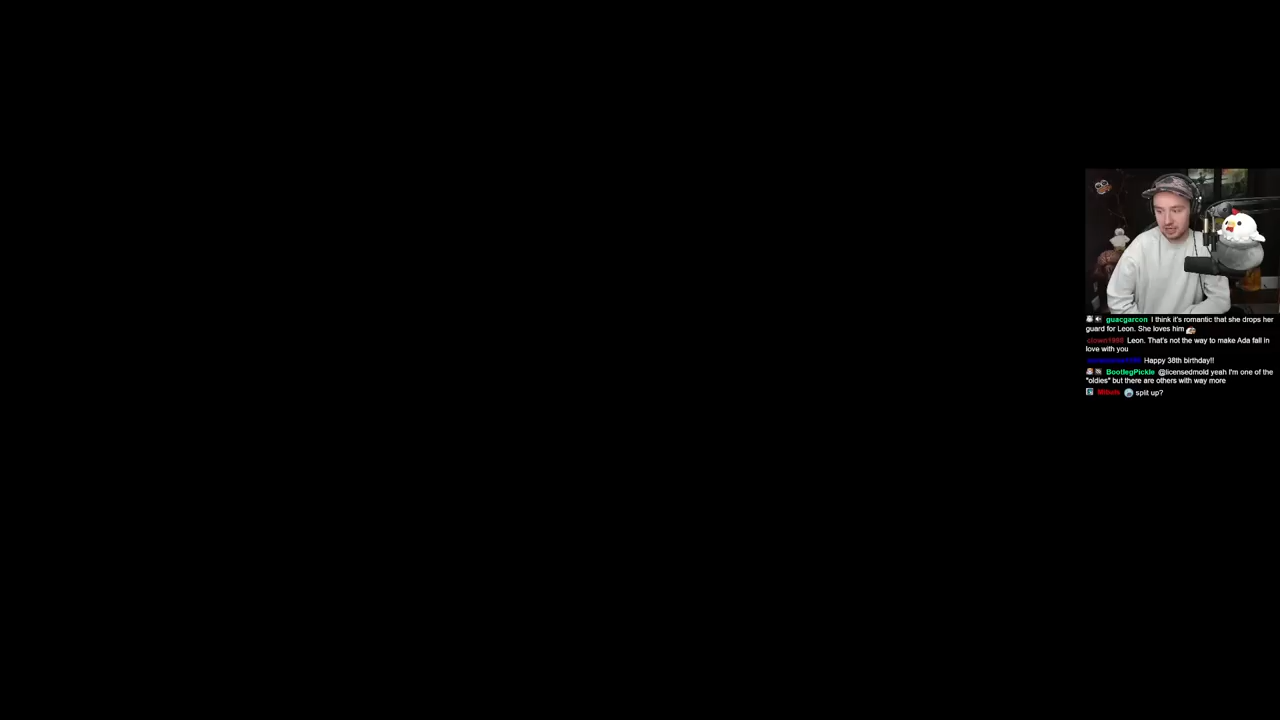 guacgarcon I think it's romantic that she drops her
guard for Leon. She loves him
clown1998 Leon. That's not the way to make Ada fall in
love with you
Happy 38th birthday!!
BootlegPickle @licensedmold yeah I'm one of the
"oldies" but there are others with way more
split up?